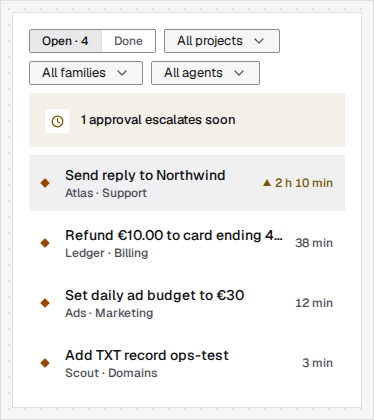 Open · 4 Done All projects
All families All agents
1 approval escalates soon
Send reply to Northwind
▲ 2 h 10 min
Atlas · Support
Refund €10.00 to card ending 4...
38 min
Ledger · Billing
Set daily ad budget to €30
12 min
Ads · Marketing
Add TXT record ops-test
3 min
Scout · Domains